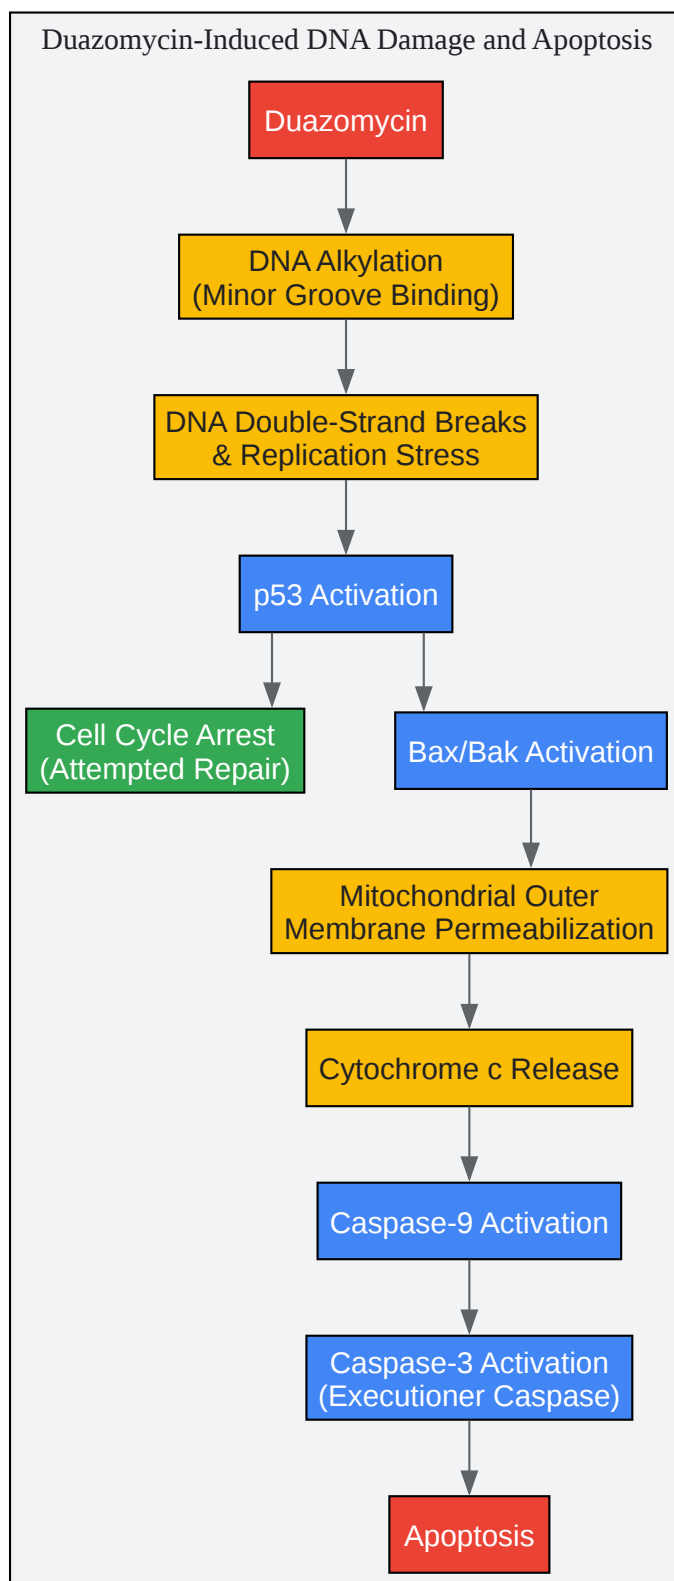 Duazomycin-Induced DNA Damage and Apoptosis
Duazomycin
DNA Alkylation
(Minor Groove Binding)
DNA Double-Strand Breaks
& Replication Stress
p53 Activation
Cell Cycle Arrest
(Attempted Repair)
Bax/Bak Activation
Mitochondrial Outer
Membrane Permeabilization
Cytochrome c Release
Caspase-9 Activation
Caspase-3 Activation
(Executioner Caspase)
Apoptosis